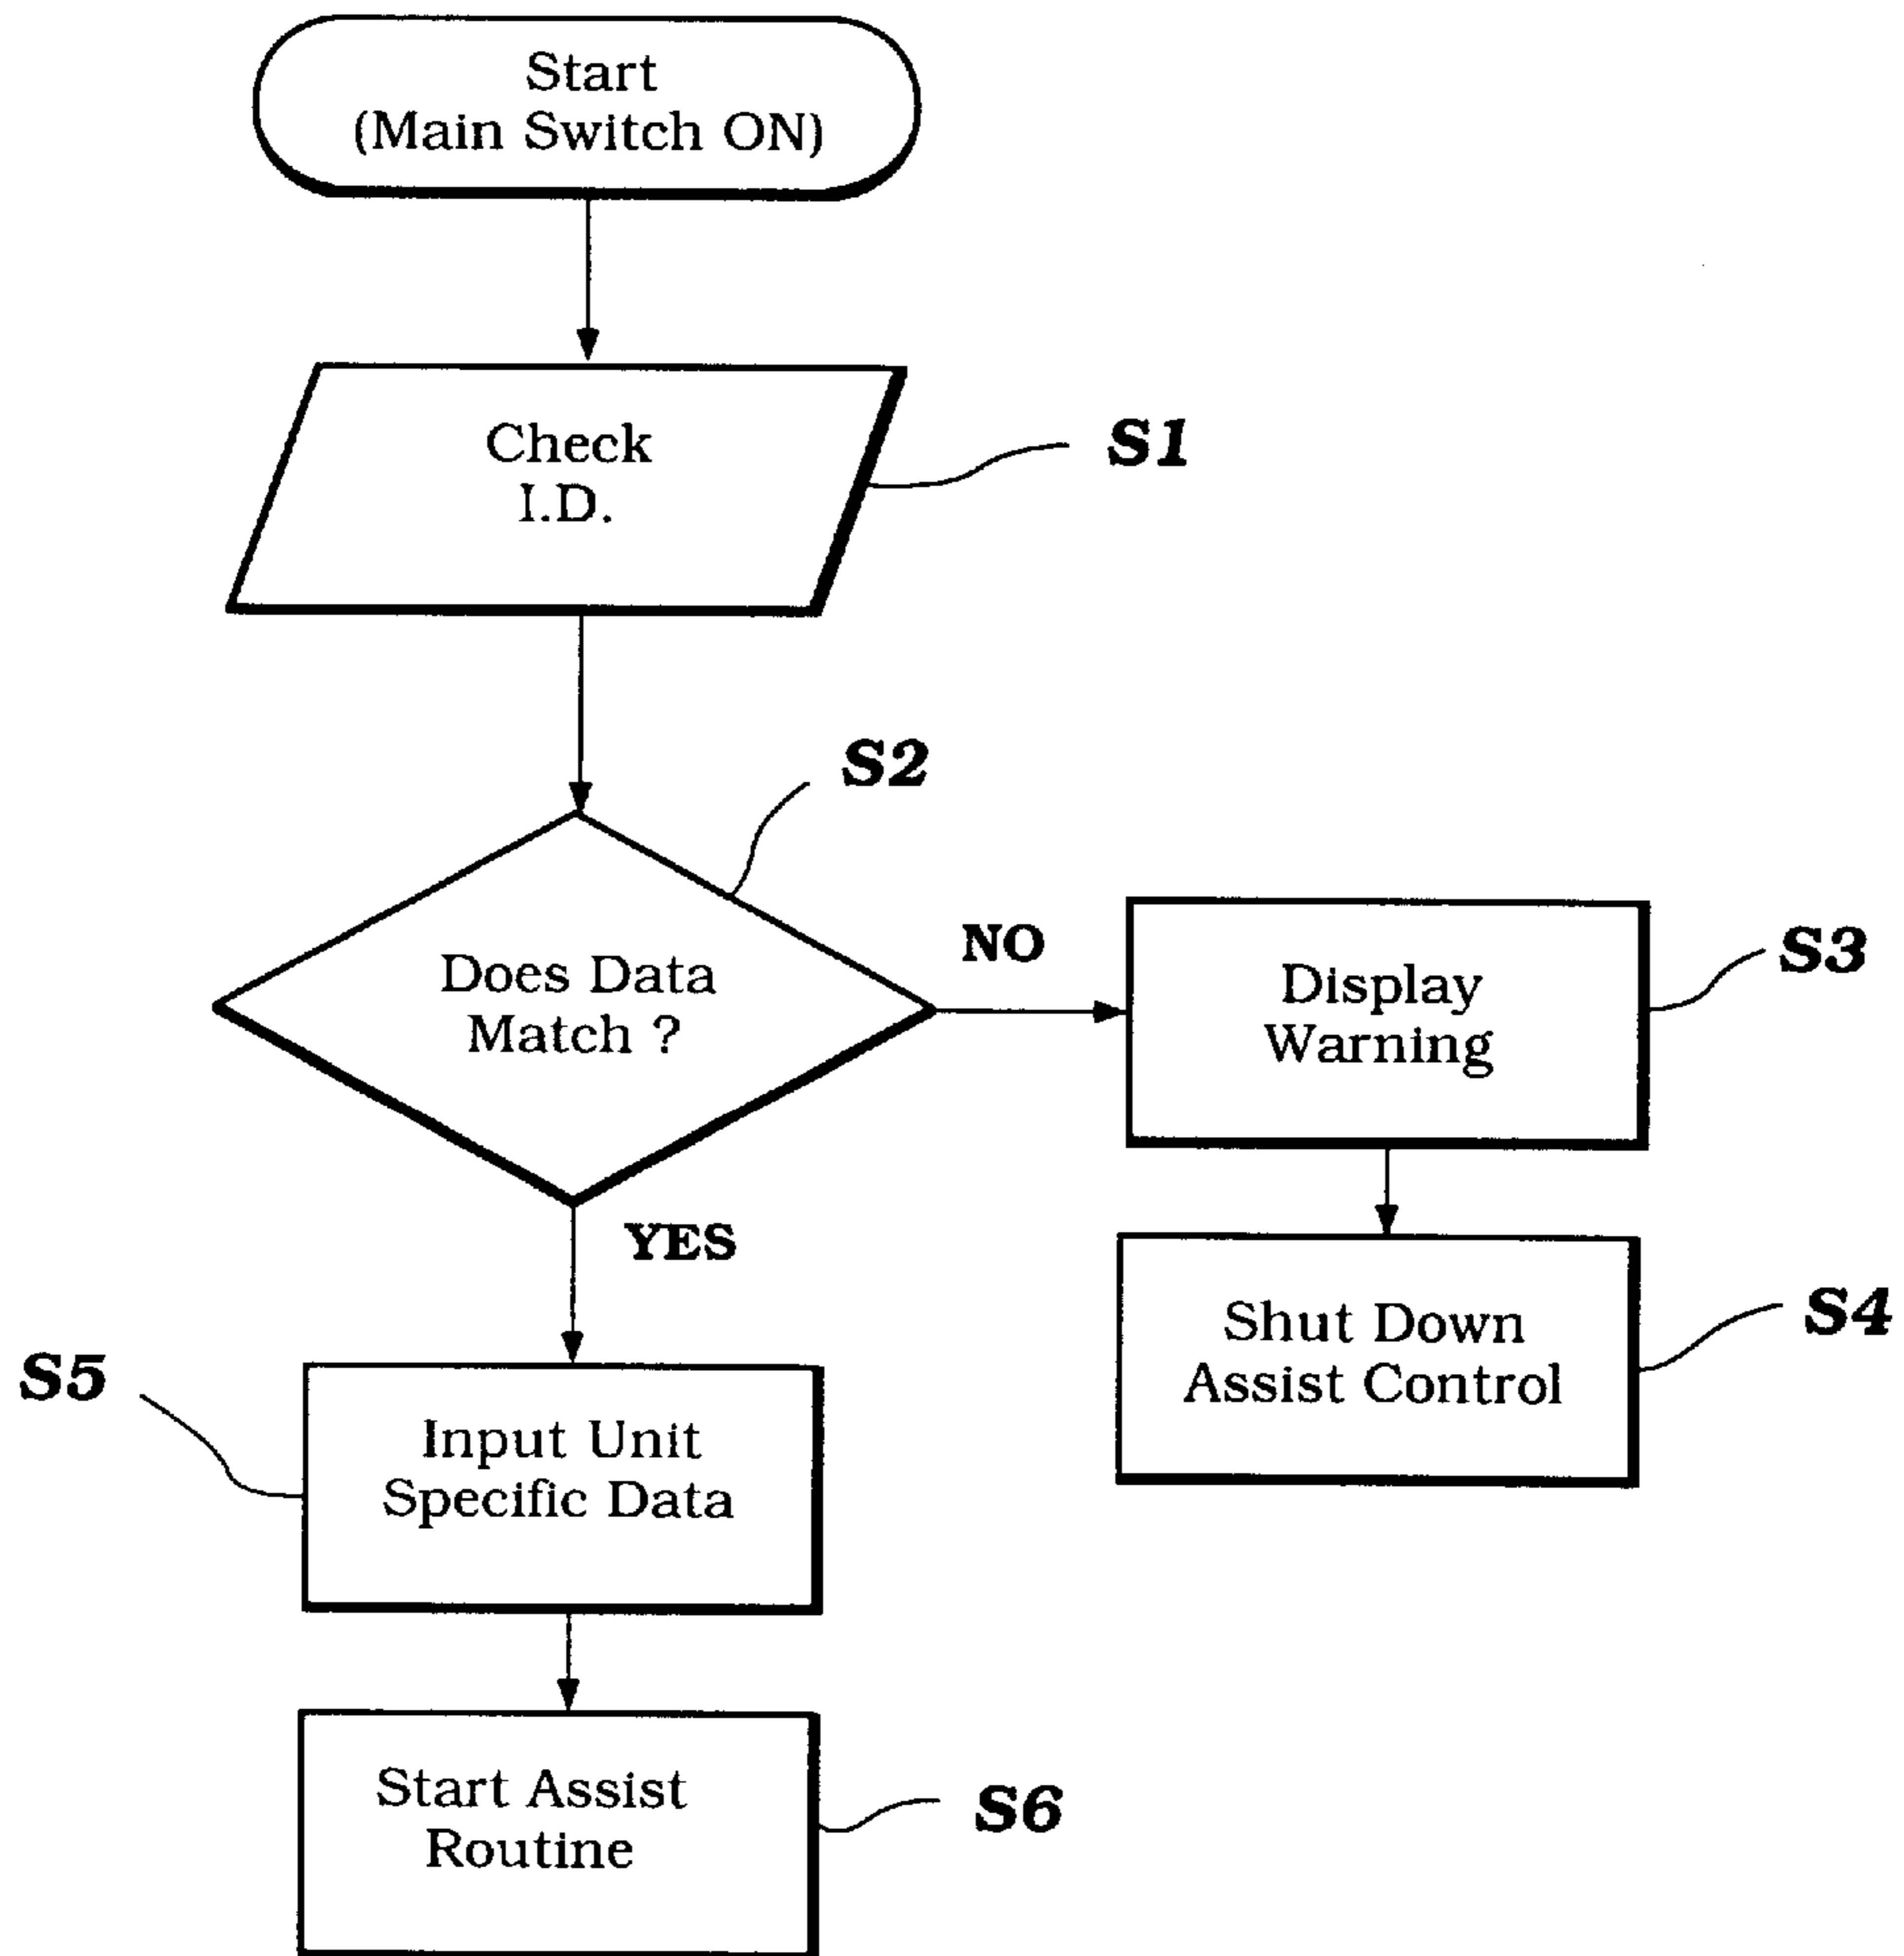 Start
(Main Switch ON)
Check
I.D.
S1
S2
Does Data
Match ?
NO
Display
Warning
S3
YES
Shut Down
Assist Control
S4
S5
Input Unit
Specific Data
Start Assist
Routine
S6